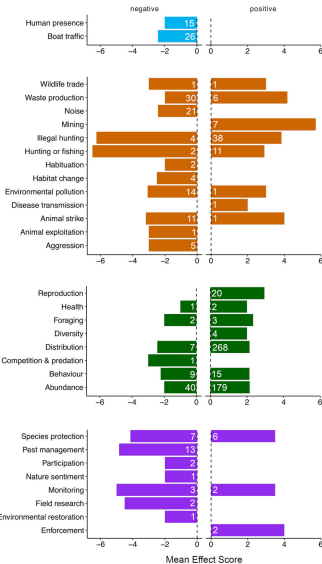 negative positive
Human presence 15
Boat traffic 26
−6 −4 −2 0 0 2 4 6
Wildlife trade 1 1
Waste production 30 6
Noise 21
Mining 7
Illegal hunting 4 38
Hunting or fishing 2 11
Habituation 2
Habitat change 4
Environmental pollution 14 1
Disease transmission 1
Animal strike 11 1
Animal exploitation 1
Aggression 5
−6 −4 −2 0 0 2 4 6
Reproduction 20
Health 1 2
Foraging 2 3
Diversity 4
Distribution 7 268
Competition & predation 1
Behaviour 9 15
Abundance 40 179
−6 −4 −2 0 0 2 4 6
Species protection 7 6
Pest management 13
Participation 2
Nature sentiment 1
Monitoring 3 2
Field research 2
Environmental restoration 1
Enforcement 2
−6 −4 −2 0 0 2 4 6
Mean Effect Score